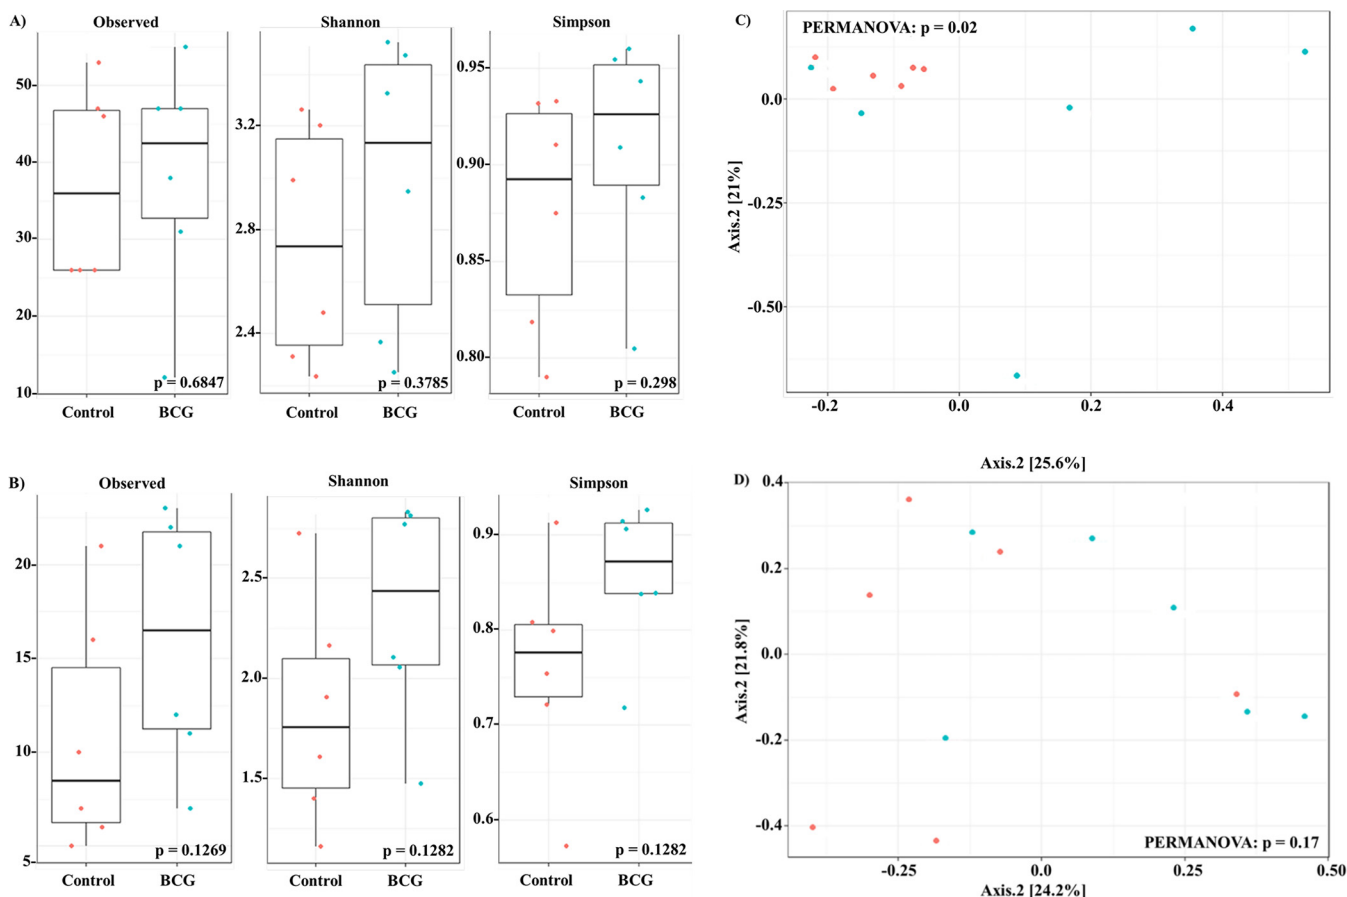 A)
Observed
Shannon
Simpson
50
40
30
20
10
3.2
2.8
2.4
0.95
0.90
0.85
0.80
p = 0.6847
p = 0.3785
p = 0.298
Control
BCG
Control
BCG
Control
BCG
C)
PERMANOVA: p = 0.02
Axis.2 [21%]
0.0
-0.25
-0.50
-0.2
0.0
0.2
0.4
Axis.2 [25.6%]
B)
Observed
Shannon
Simpson
20
15
10
5
2.5
2.0
1.5
0.9
0.8
0.7
0.6
p = 0.1269
p = 0.1282
p = 0.1282
Control
BCG
Control
BCG
Control
BCG
D)
Axis.2 [21.8%]
0.4
0.2
0.0
-0.2
-0.4
PERMANOVA: p = 0.17
-0.25
0.0
0.25
0.50
Axis.2 [24.2%]